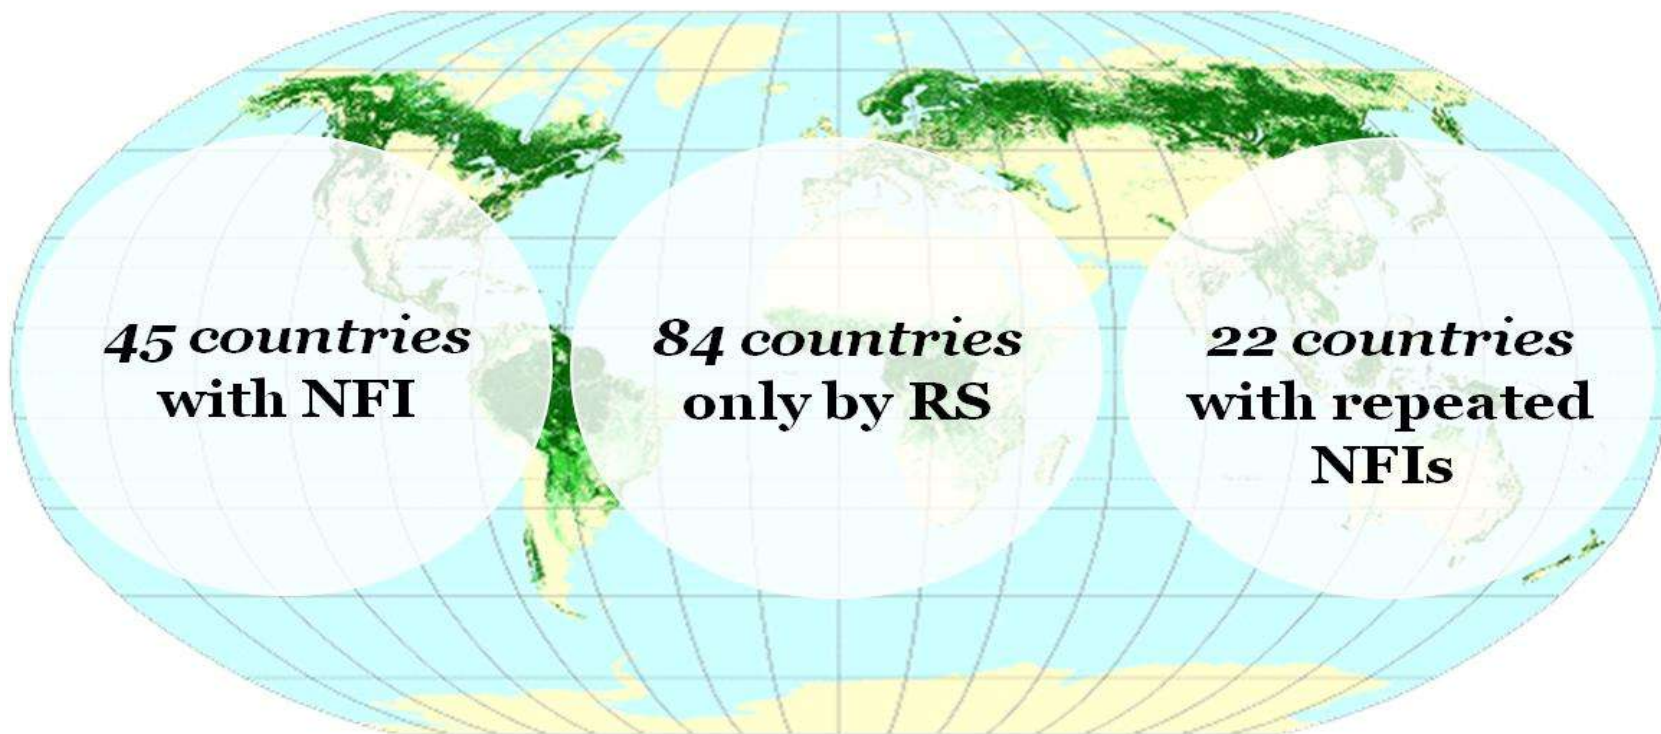 45 countries
with NFI
84 countries
only by RS
22 countries
with repeated
NFIs